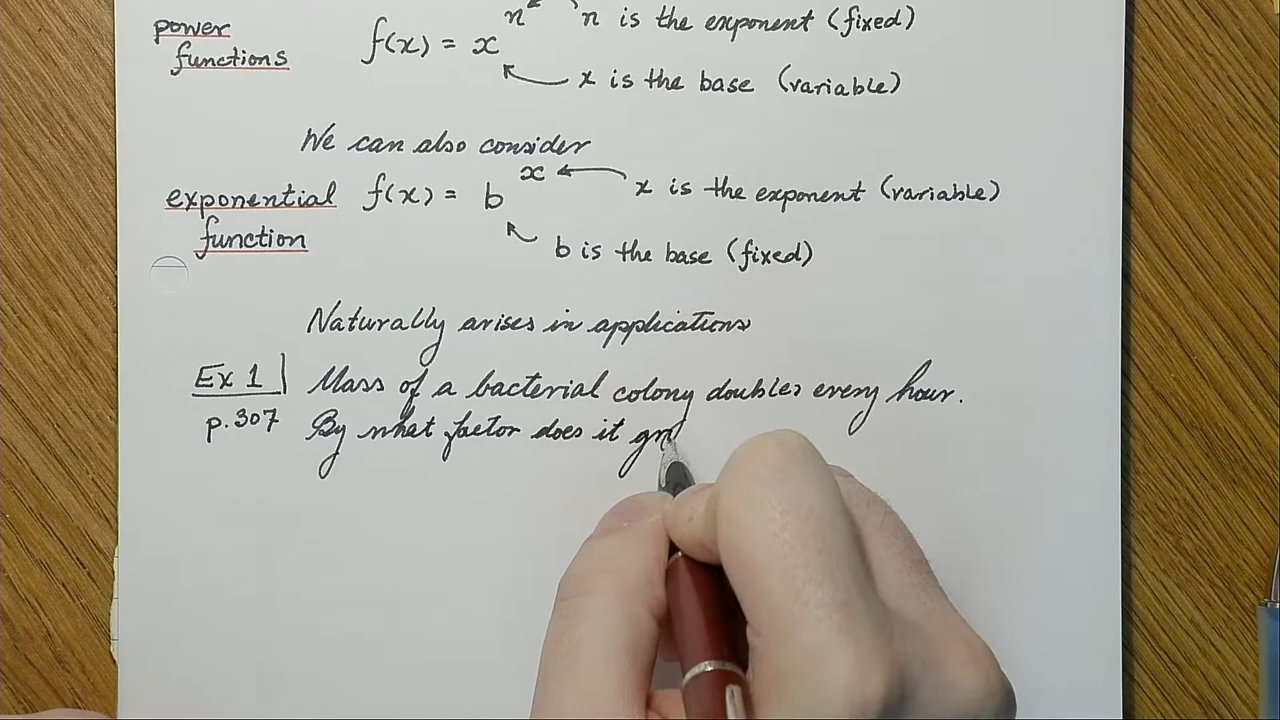 power n n is the exponent (fixed)
functions f(x) = x
x is the base (variable)
We can also consider
exponential f(x) = b x x is the exponent (variable)
function b is the base (fixed)
Naturally arises in applications
Ex 1 Mass of a bacterial colony doubles every hour.
p.307 By what factor does it gro